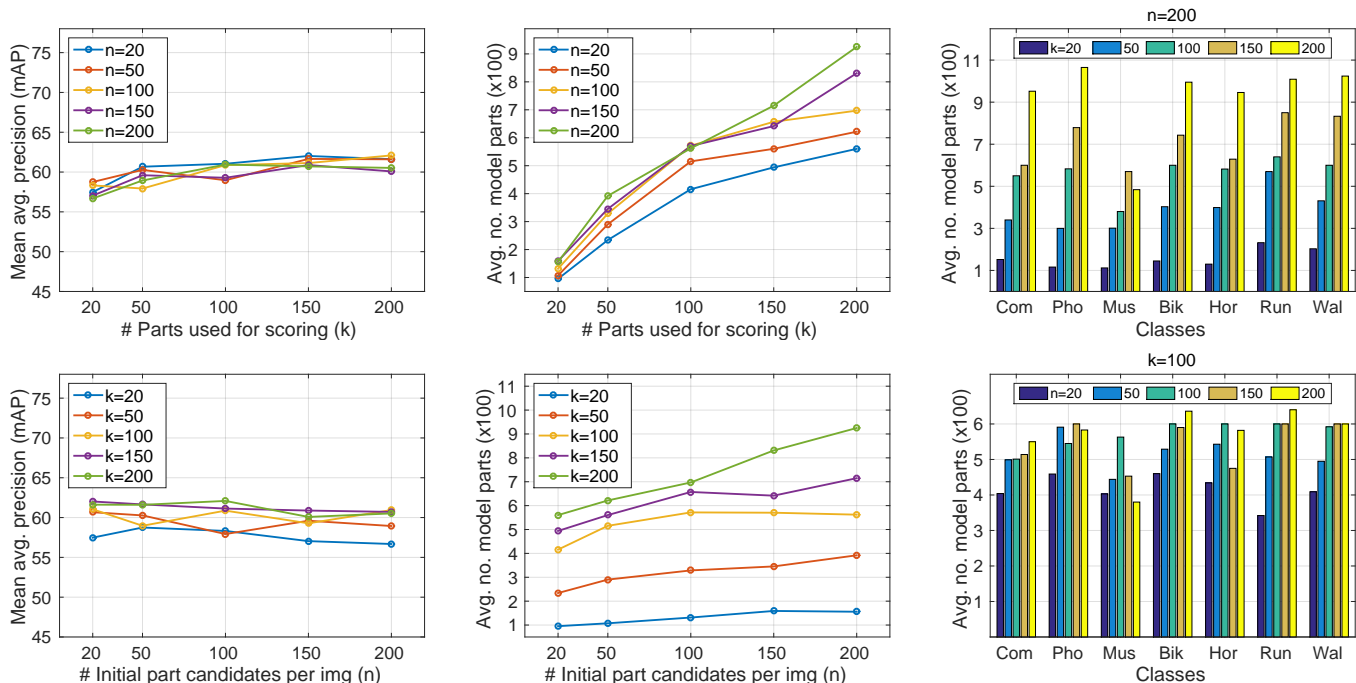 Mean avg. precision (mAP)
75
70
65
60
55
50
45
n=20
n=50
n=100
n=150
n=200
20 50 100 150 200
# Parts used for scoring (k)
Avg. no. model parts (x100)
9
8
7
6
5
4
3
2
1
n=20
n=50
n=100
n=150
n=200
20 50 100 150 200
# Parts used for scoring (k)
n=200
Avg. no. model parts (x100)
11
9
7
5
3
1
k=20 50 100 150 200
Com Pho Mus Bik Hor Run Wal
Classes
Mean avg. precision (mAP)
75
70
65
60
55
50
45
k=20
k=50
k=100
k=150
k=200
20 50 100 150 200
# Initial part candidates per img (n)
Avg. no. model parts (x100)
11
10
9
8
7
6
5
4
3
2
1
k=20
k=50
k=100
k=150
k=200
20 50 100 150 200
# Initial part candidates per img (n)
k=100
Avg. no. model parts (x100)
6
5
4
3
2
1
n=20 50 100 150 200
Com Pho Mus Bik Hor Run Wal
Classes